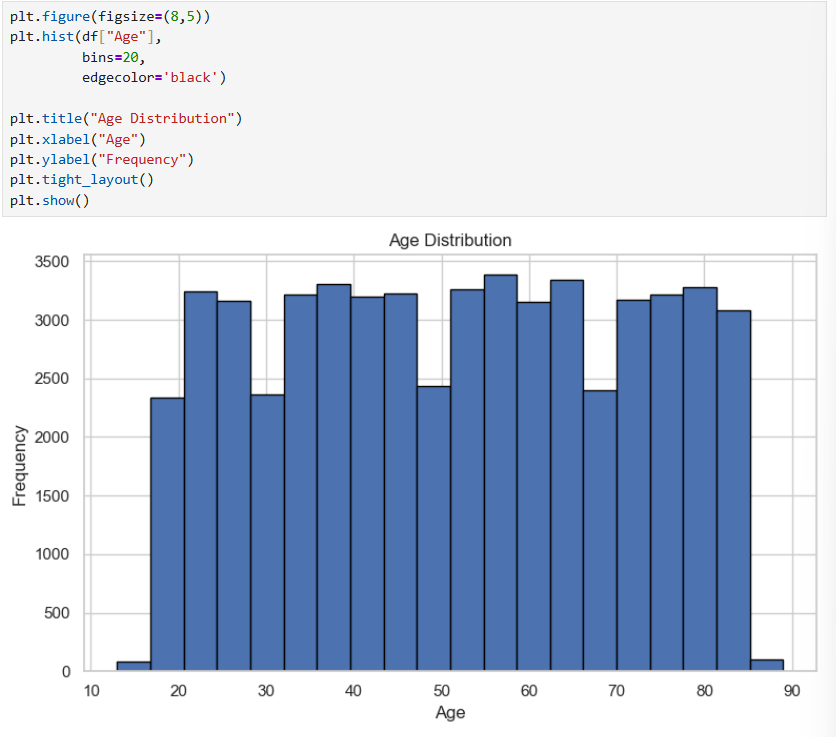 plt.figure(figsize=(8,5))
plt.hist(df["Age"],
         bins=20,
         edgecolor='black')
plt.title("Age Distribution")
plt.xlabel("Age")
plt.ylabel("Frequency")
plt.tight_layout()
plt.show()
Age Distribution
3500
3000
2500
2000
1500
1000
500
0
Frequency
10 20 30 40 50 60 70 80 90
Age